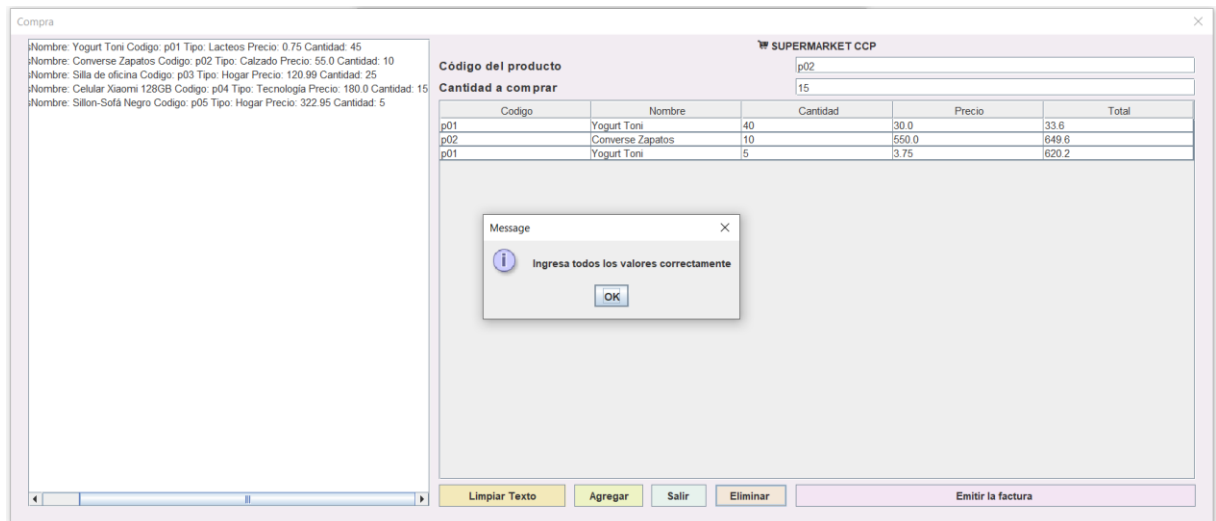 Compra
Nombre: Yogurt Toni Codigo: p01 Tipo: Lacteos Precio: 0.75 Cantidad: 45
Nombre: Converse Zapatos Codigo: p02 Tipo: Calzado Precio: 55.0 Cantidad: 10
Nombre: Silla de oficina Codigo: p03 Tipo: Hogar Precio: 120.99 Cantidad: 25
Nombre: Celular Xiaomi 128GB Codigo: p04 Tipo: Tecnología Precio: 180.0 Cantidad: 15
Nombre: Sillon-Sofá Negro Codigo: p05 Tipo: Hogar Precio: 322.95 Cantidad: 5
SUPERMARKET CCP
Código del producto p02
Cantidad a comprar 15
Codigo Nombre Cantidad Precio Total
p01 Yogurt Toni 40 30.0 33.6
p02 Converse Zapatos 10 550.0 649.6
p01 Yogurt Toni 5 3.75 620.2
Message
Ingresa todos los valores correctamente
OK
Limpiar Texto Agregar Salir Eliminar Emitir la factura